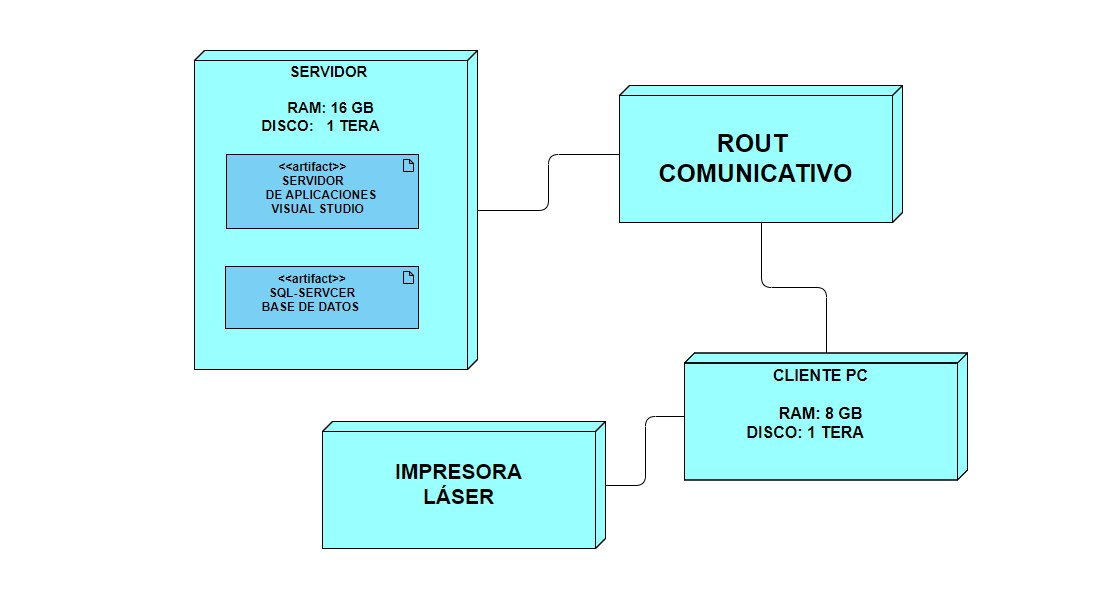 SERVIDOR
RAM: 16 GB
DISCO: 1 TERA
<<artifact>>
SERVIDOR
DE APLICACIONES
VISUAL STUDIO
<<artifact>>
SQL-SERVCER
BASE DE DATOS
ROUT
COMUNICATIVO
CLIENTE PC
RAM: 8 GB
DISCO: 1 TERA
IMPRESORA
LÁSER